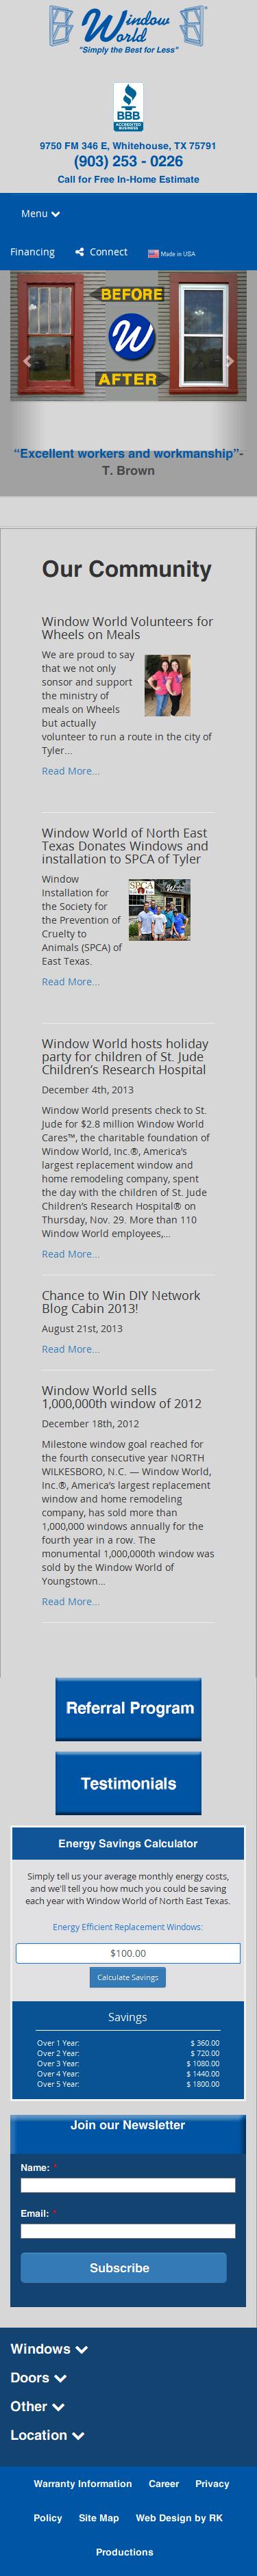 Window
World
"Simply the Best for Less"
BBB
ACCREDITED
BUSINESS
9750 FM 346 E, Whitehouse, TX 75791
(903) 253 - 0226
Call for Free In-Home Estimate
Menu
Financing
Connect
Made in USA
BEFORE
W
AFTER
“Excellent workers and workmanship”-
T. Brown
Our Community
Window World Volunteers for
Wheels on Meals
We are proud to say
that we not only
sonsor and support
the ministry of
meals on Wheels
but actually
volunteer to run a route in the city of
Tyler...
Read More...
Window World of North East
Texas Donates Windows and
installation to SPCA of Tyler
Window
Installation for
the Society for
the Prevention of
Cruelty to
Animals (SPCA) of
East Texas.
SPCA
Read More...
Window World hosts holiday
party for children of St. Jude
Children’s Research Hospital
December 4th, 2013
Window World presents check to St.
Jude for $2.8 million Window World
Cares™, the charitable foundation of
Window World, Inc.®, America’s
largest replacement window and
home remodeling company, spent
the day with the children of St. Jude
Children’s Research Hospital® on
Thursday, Nov. 29. More than 110
Window World employees,...
Read More...
Chance to Win DIY Network
Blog Cabin 2013!
August 21st, 2013
Read More...
Window World sells
1,000,000th window of 2012
December 18th, 2012
Milestone window goal reached for
the fourth consecutive year NORTH
WILKESBORO, N.C. — Window World,
Inc.®, America’s largest replacement
window and home remodeling
company, has sold more than
1,000,000 windows annually for the
fourth year in a row. The
monumental 1,000,000th window was
sold by the Window World of
Youngstown...
Read More...
Referral Program
Testimonials
Energy Savings Calculator
Simply tell us your average monthly energy costs,
and we'll tell you how much you could be saving
each year with Window World of North East Texas.
Energy Efficient Replacement Windows:
$100.00
Calculate Savings
Savings
Over 1 Year: $ 360.00
Over 2 Year: $ 720.00
Over 3 Year: $ 1080.00
Over 4 Year: $ 1440.00
Over 5 Year: $ 1800.00
Join our Newsletter
Name: *
Email: *
Subscribe
Windows
Doors
Other
Location
Warranty Information Career Privacy
Policy Site Map Web Design by RK
Productions